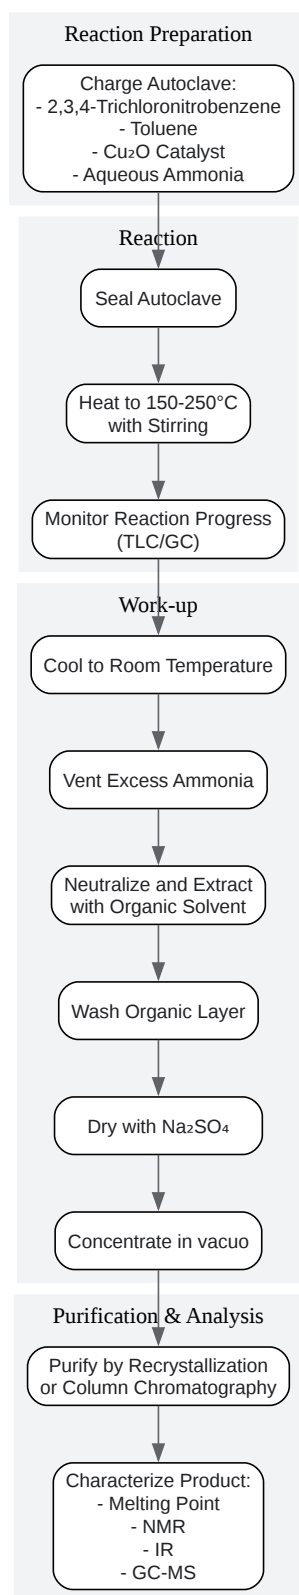 Reaction Preparation
Charge Autoclave:
- 2,3,4-Trichloronitrobenzene
- Toluene
- Cu₂O Catalyst
- Aqueous Ammonia
Reaction
Seal Autoclave
Heat to 150-250°C
with Stirring
Monitor Reaction Progress
(TLC/GC)
Work-up
Cool to Room Temperature
Vent Excess Ammonia
Neutralize and Extract
with Organic Solvent
Wash Organic Layer
Dry with Na₂SO₄
Concentrate in vacuo
Purification & Analysis
Purify by Recrystallization
or Column Chromatography
Characterize Product:
- Melting Point
- NMR
- IR
- GC-MS